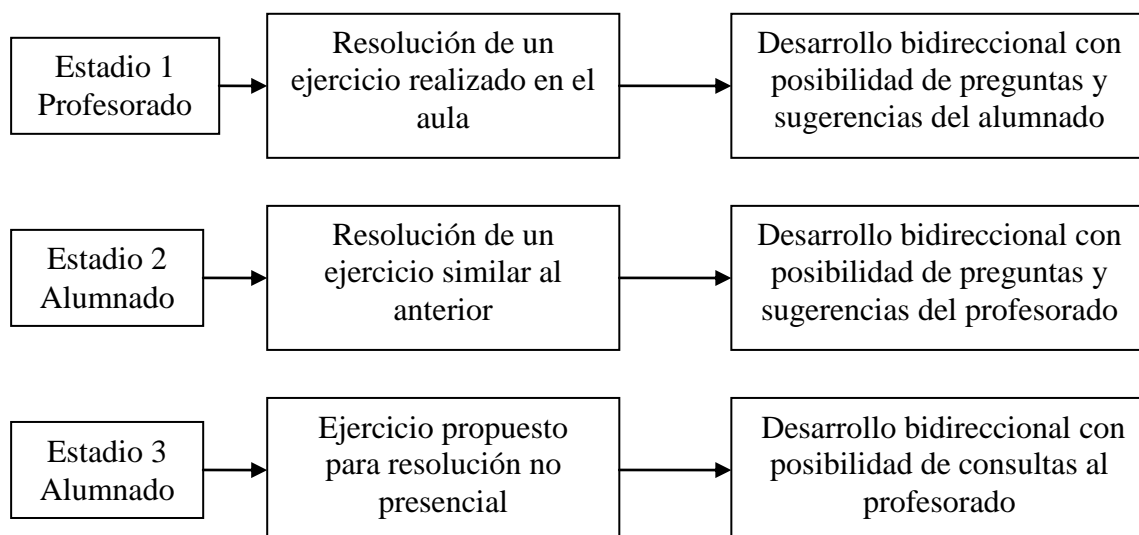 Estadio 1
Profesorado
Resolución de un
ejercicio realizado en el
aula
Desarrollo bidireccional con
posibilidad de preguntas y
sugerencias del alumnado
Estadio 2
Alumnado
Resolución de un
ejercicio similar al
anterior
Desarrollo bidireccional con
posibilidad de preguntas y
sugerencias del profesorado
Estadio 3
Alumnado
Ejercicio propuesto
para resolución no
presencial
Desarrollo bidireccional con
posibilidad de consultas al
profesorado